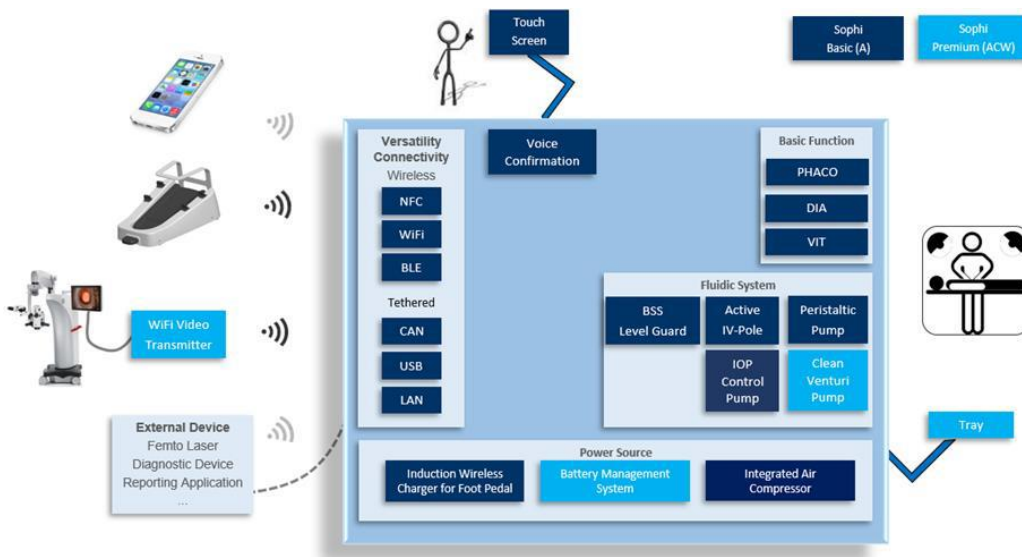 Touch
Screen
Sophi
Basic (A)
Sophi
Premium (ACW)
Versatility
Connectivity
Wireless
NFC
WiFi
BLE
Tethered
CAN
USB
LAN
Voice
Confirmation
Basic Function
PHACO
DIA
VIT
Fluidic System
BSS
Level Guard
Active
IV-Pole
Peristaltic
Pump
IOP
Control
Pump
Clean
Venturi
Pump
WiFi Video
Transmitter
External Device
Femto Laser
Diagnostic Device
Reporting Application
...
Tray
Power Source
Induction Wireless
Charger for Foot Pedal
Battery Management
System
Integrated Air
Compressor